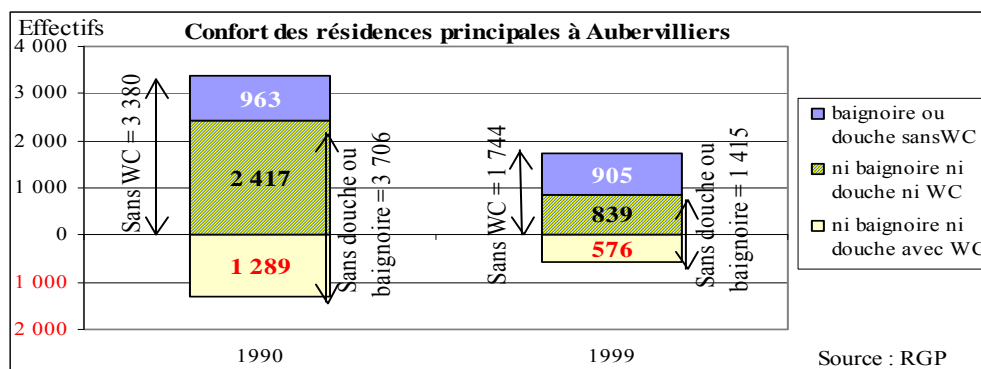 Effectifs
Confort des résidences principales à Aubervilliers
4 000
3 000
2 000
1 000
0
1 000
2 000
Sans WC = 3 380
963
2 417
1 289
Sans douche ou
baignoire = 3 706
Sans WC = 1 744
905
839
576
Sans douche ou
baignoire = 1 415
1990
1999
baignoire ou
douche sansWC
ni baignoire ni
douche ni WC
ni baignoire ni
douche avec WC
Source : RGP